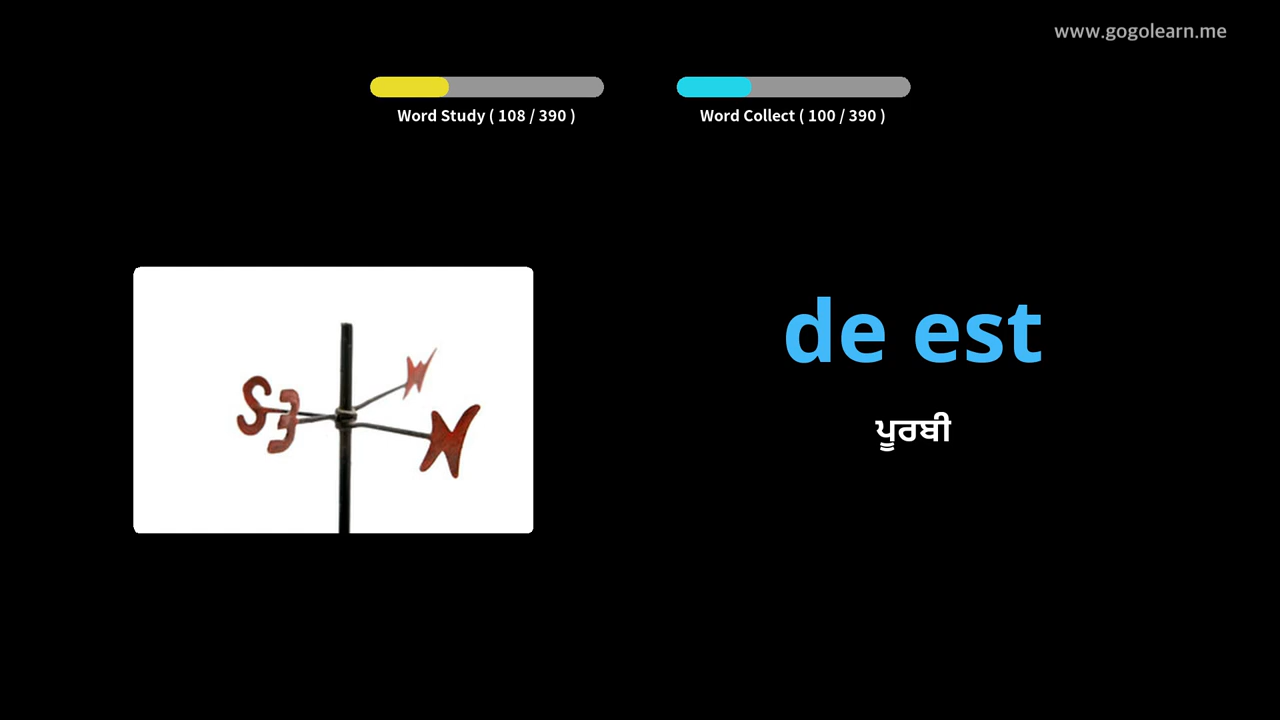 www.gogolearn.me
Word Study ( 108 / 390 )
Word Collect ( 100 / 390 )
S E N N
de est
ਪੂਰਬੀ